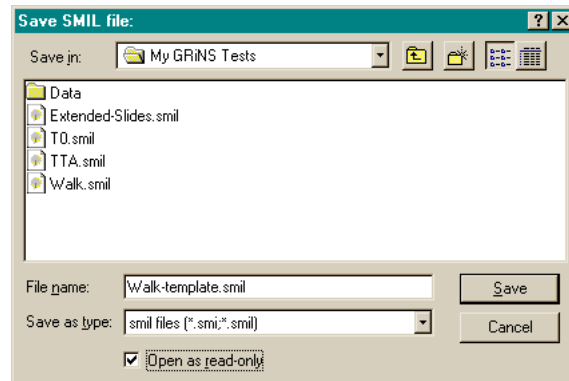 Save SMIL file:
Save in: My GRiNS Tests
Data
Extended-Slides.smil
T0.smil
TTA.smil
Walk.smil
File name: Walk-template.smil Save
Save as type: smil files (*.smi;*.smil) Cancel
Open as read-only